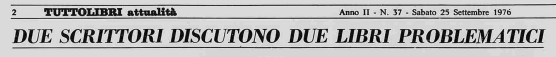 2 TUTTOLIBRI attualità Anno II - N. 37 - Sabato 25 Settembre 1976
DUE SCRITTORI DISCUTONO DUE LIBRI PROBLEMATICI